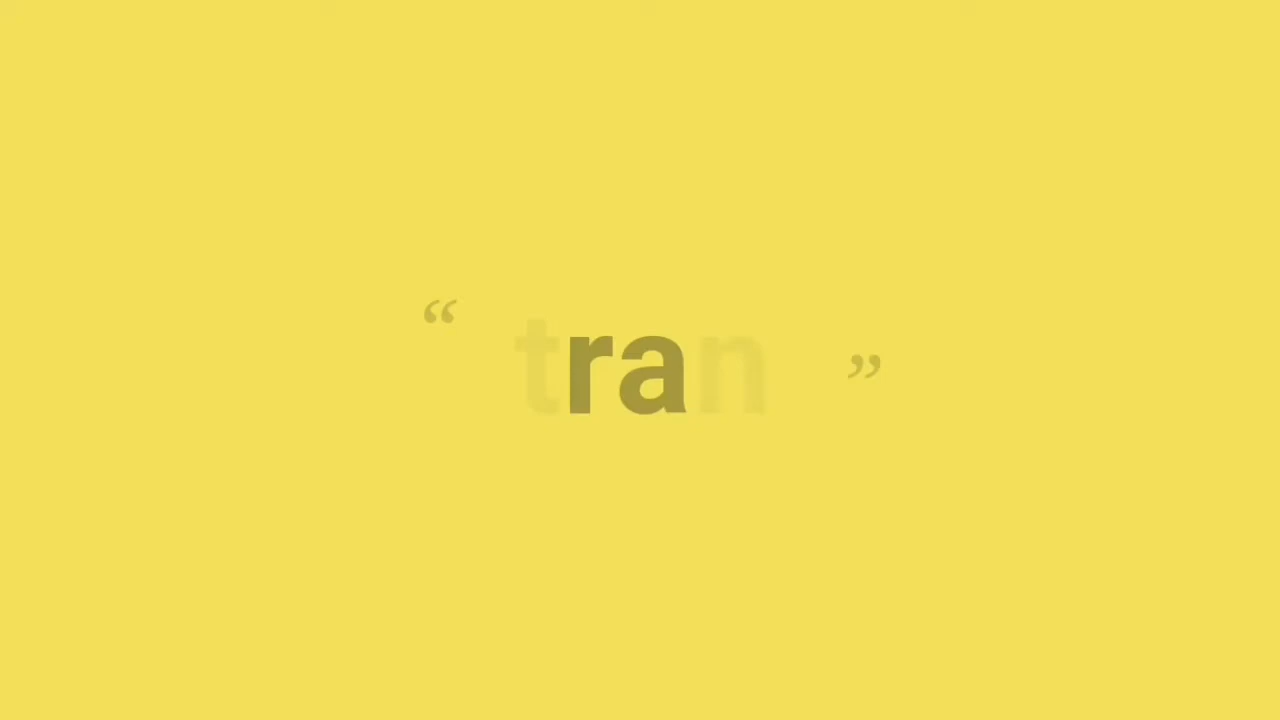 “ tran ”